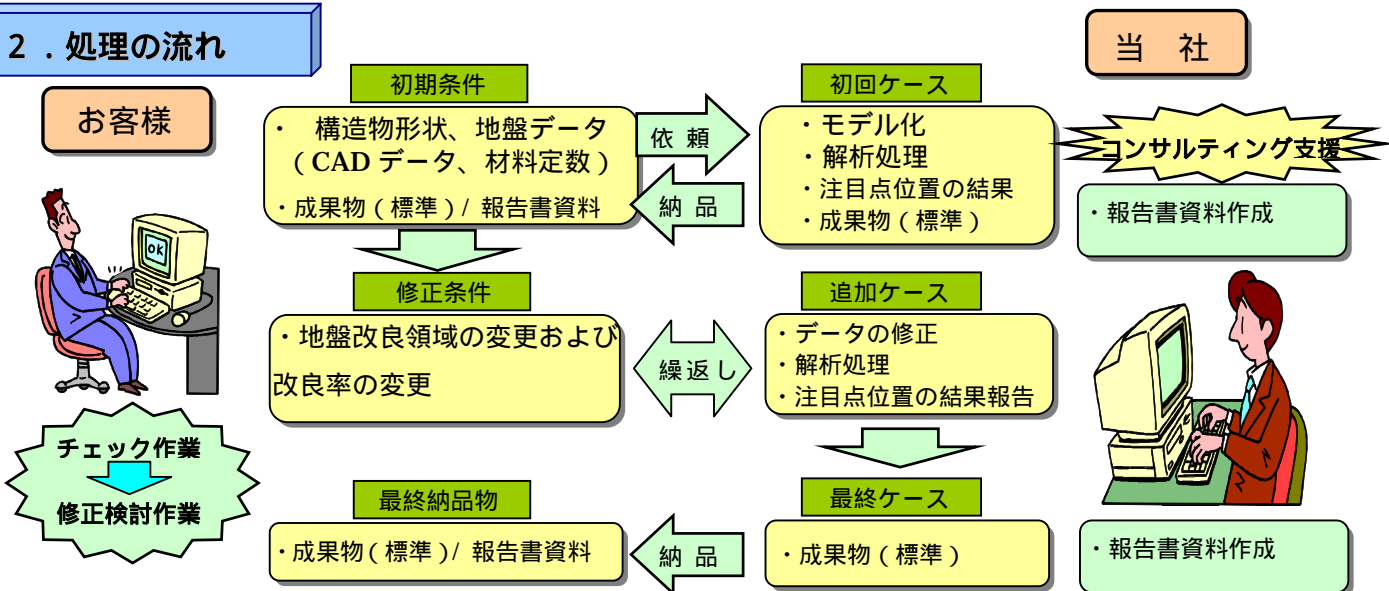 ２．処理の流れ
当　社
お客様
初期条件
・　構造物形状、地盤データ
（CAD データ、材料定数）
・成果物（標準）/ 報告書資料
依 頼
納 品
初回ケース
・モデル化
・解析処理
・注目点位置の結果
・成果物（標準）
コンサルティング支援
・報告書資料作成
OK
修正条件
・地盤改良領域の変更および
改良率の変更
繰返し
追加ケース
・データの修正
・解析処理
・注目点位置の結果報告
チェック作業
修正検討作業
最終納品物
・成果物（標準）/ 報告書資料
納 品
最終ケース
・成果物（標準）
・報告書資料作成